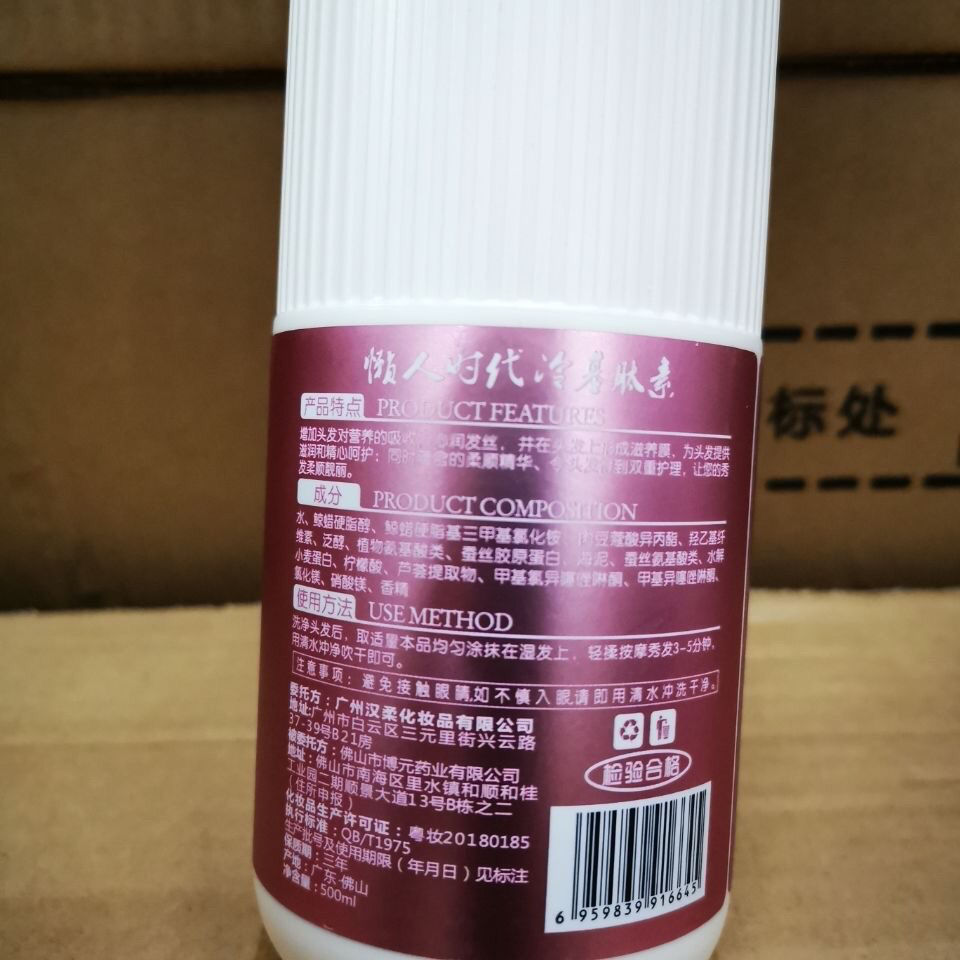 懒人时代冷基肽素
产品特点 PRODUCT FEATURES
增加头发对营养的吸收 润发丝，并在头发上形成滋养膜，为头发提供
滋润和精心呵护；同时 的柔顺精华、令头发得到双重护理，让您的秀
发柔顺靓丽。
成分 PRODUCT COMPOSITION
水、鲸蜡硬脂醇、鲸蜡硬脂基三甲基氯化铵、肉豆蔻酸异丙酯、羟乙基纤
维素、泛醇、植物氨基酸类、蚕丝胶原蛋白、海泥、蚕丝氨基酸类、水解
小麦蛋白、柠檬酸、芦荟提取物、甲基氯异噻唑啉酮、甲基异噻唑啉酮、
氯化镁、硝酸镁、香精
使用方法 USE METHOD
洗净头发后，取适量本品均匀涂抹在湿发上，轻揉按摩秀发3-5分钟，
用清水冲净吹干即可。
注意事项：避免接触眼睛,如不慎入眼请即用清水冲洗干净。
委托方：广州汉柔化妆品有限公司
地址:广州市白云区三元里街兴云路
37-39号B21房
被委托方：佛山市博元药业有限公司
地址：佛山市南海区里水镇和顺和桂
工业园二期顺景大道13号B栋之二
（住所申报）
化妆品生产许可证：粤妆20180185
执行标准：QB/T1975
生产批号及使用期限（年月日）见标注
保质期：三年
产地：广东·佛山
净含量：500ml
检验合格
6 959839 916645
标处